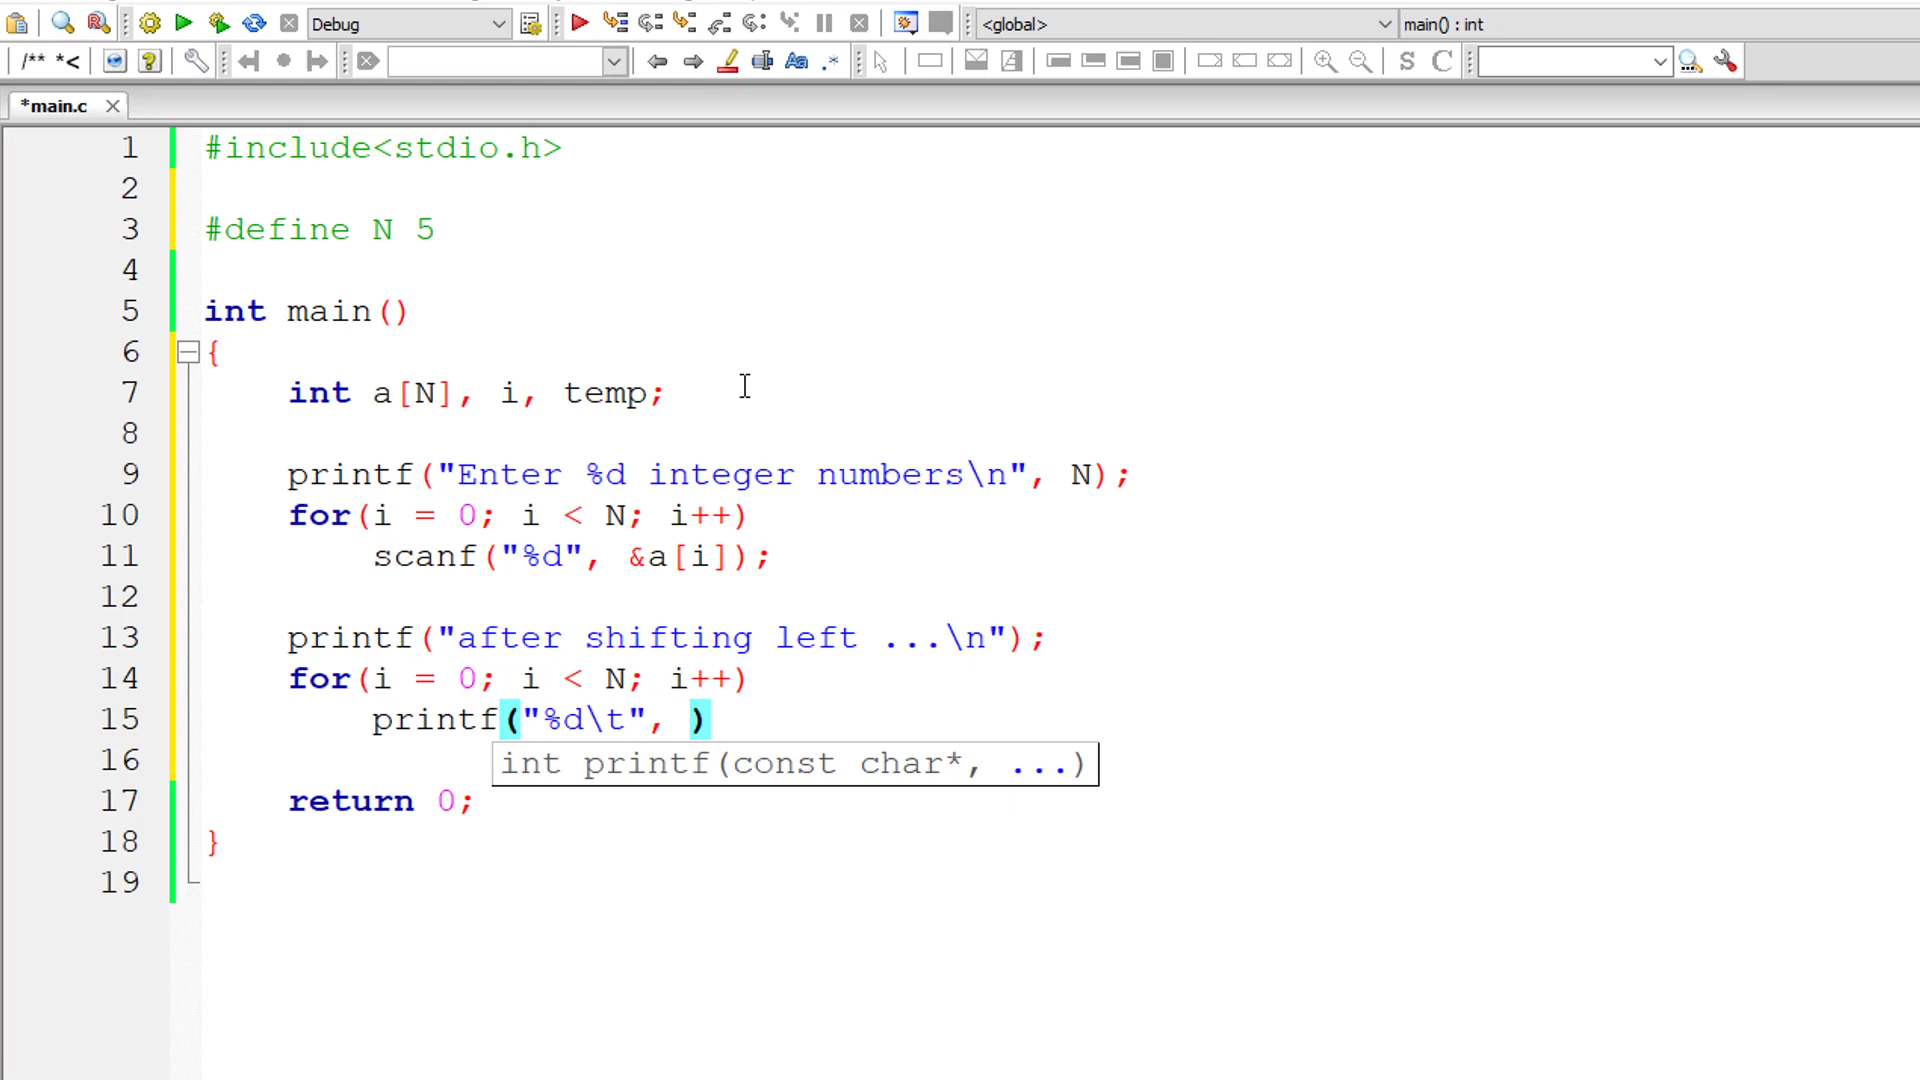 Debug
<global>
main() : int
/** *<
Aa
.*
S
C
*main.c
1 #include<stdio.h>
2
3 #define N 5
4
5 int main()
6 {
7 int a[N], i, temp;
8
9 printf("Enter %d integer numbers\n", N);
10 for(i = 0; i < N; i++)
11 scanf("%d", &a[i]);
12
13 printf("after shifting left ...\n");
14 for(i = 0; i < N; i++)
15 printf("%d\t", )
int printf(const char*, ...)
16
17 return 0;
18 }
19